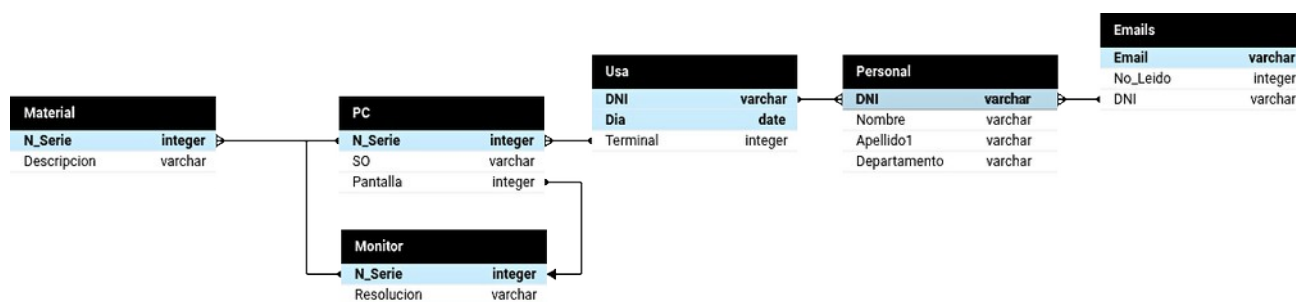 Material
N_Serie integer
Descripcion varchar
PC
N_Serie integer
SO varchar
Pantalla integer
Monitor
N_Serie integer
Resolucion varchar
Usa
DNI varchar
Dia date
Terminal integer
Personal
DNI varchar
Nombre varchar
Apellido1 varchar
Departamento varchar
Emails
Email varchar
No_Leido integer
DNI varchar